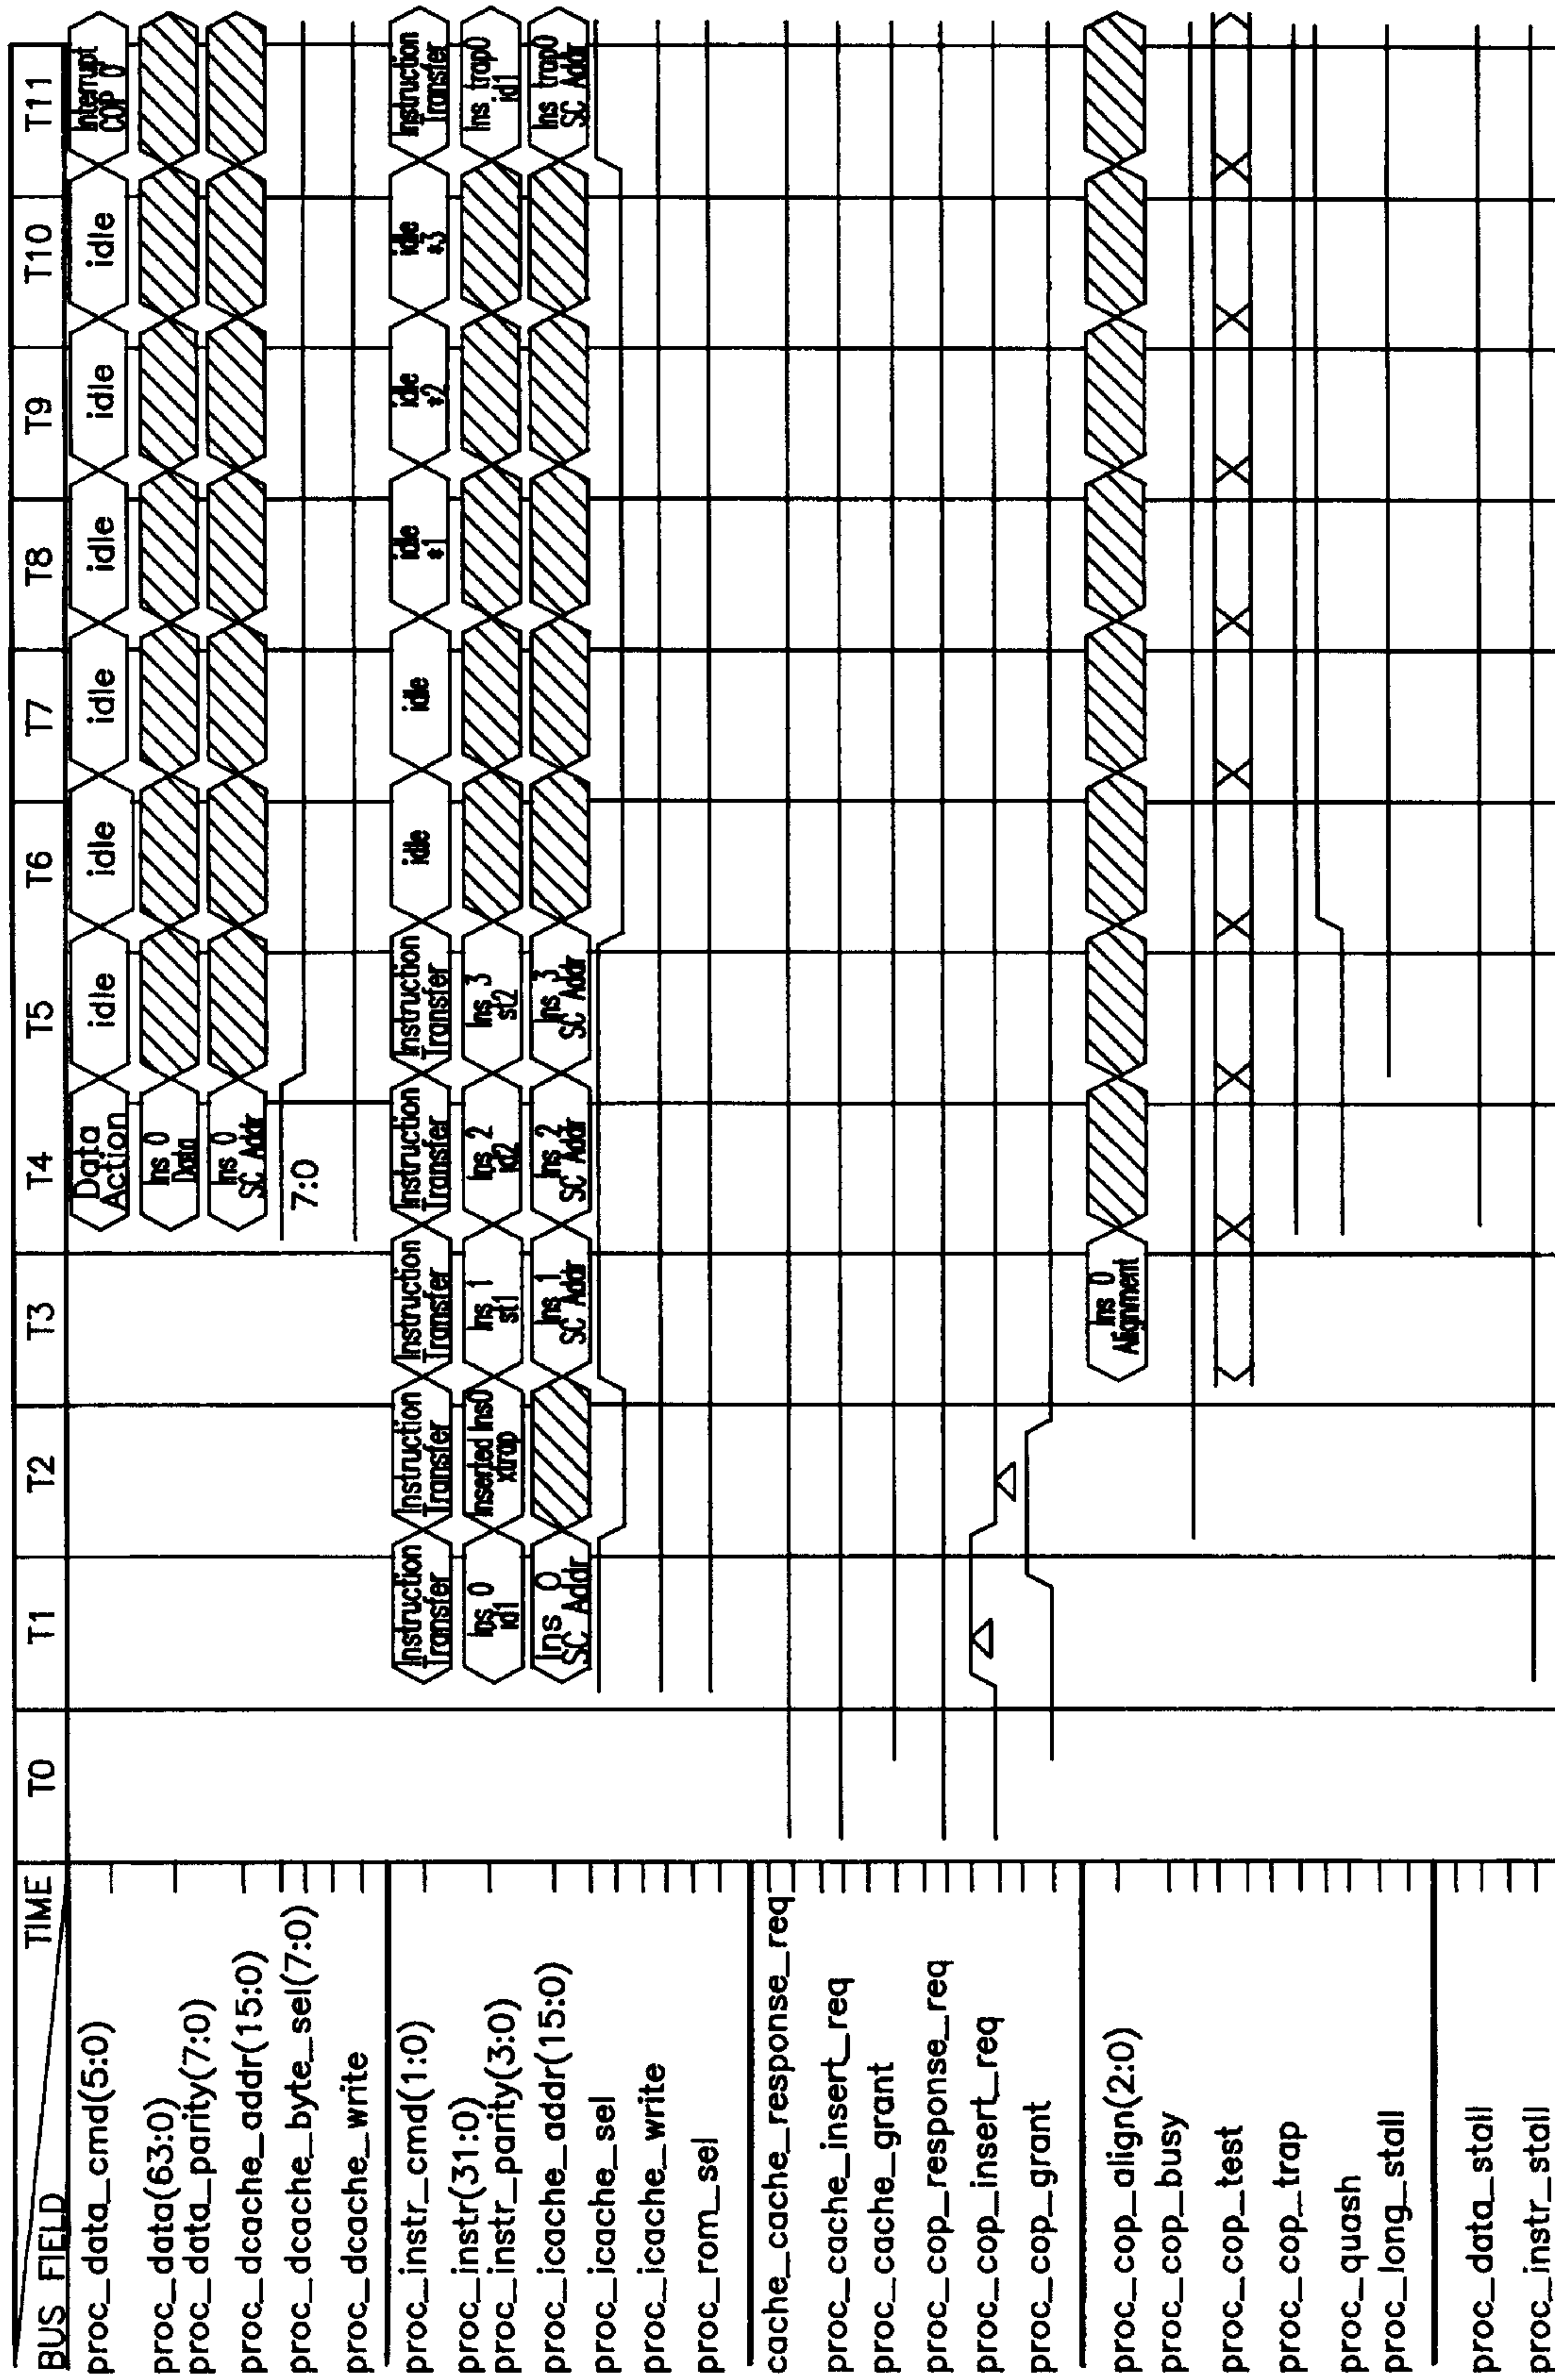 BUS FIELD TIME T0 T1 T2 T3 T4 T5 T6 T7 T8 T9 T10 T11
proc_data_cmd(5:0) Data Action idle idle idle idle idle idle Interrupt COP 0
proc_data(63:0) Ins 0 Data
proc_data_parity(7:0)
proc_dcache_addr(15:0) Ins 0 SC Addr
proc_dcache_byte_sel(7:0) 7:0
proc_dcache_write
proc_instr_cmd(1:0) Instruction Transfer Instruction Transfer Instruction Transfer Instruction Transfer Instruction Transfer idle idle idle *1 idle *2 idle *3 Instruction Transfer
proc_instr(31:0) Ins 0 id1 Inserted Ins0 xtrap Ins 1 st1 Ins 2 id2 Ins 3 st2 Ins trap0 id1
proc_instr_parity(3:0)
proc_icache_addr(15:0) Ins 0 SC Addr Ins 1 SC Addr Ins 2 SC Addr Ins 3 SC Addr Ins trap0 SC Addr
proc_icache_sel
proc_icache_write
proc_rom_sel
cache_cache_response_req
proc_cache_insert_req
proc_cache_grant
proc_cop_response_req
proc_cop_insert_req
proc_cop_grant
proc_cop_align(2:0) Ins 0 Alignment
proc_cop_busy
proc_cop_test
proc_cop_trap
proc_quash
proc_long_stall
proc_data_stall
proc_instr_stall